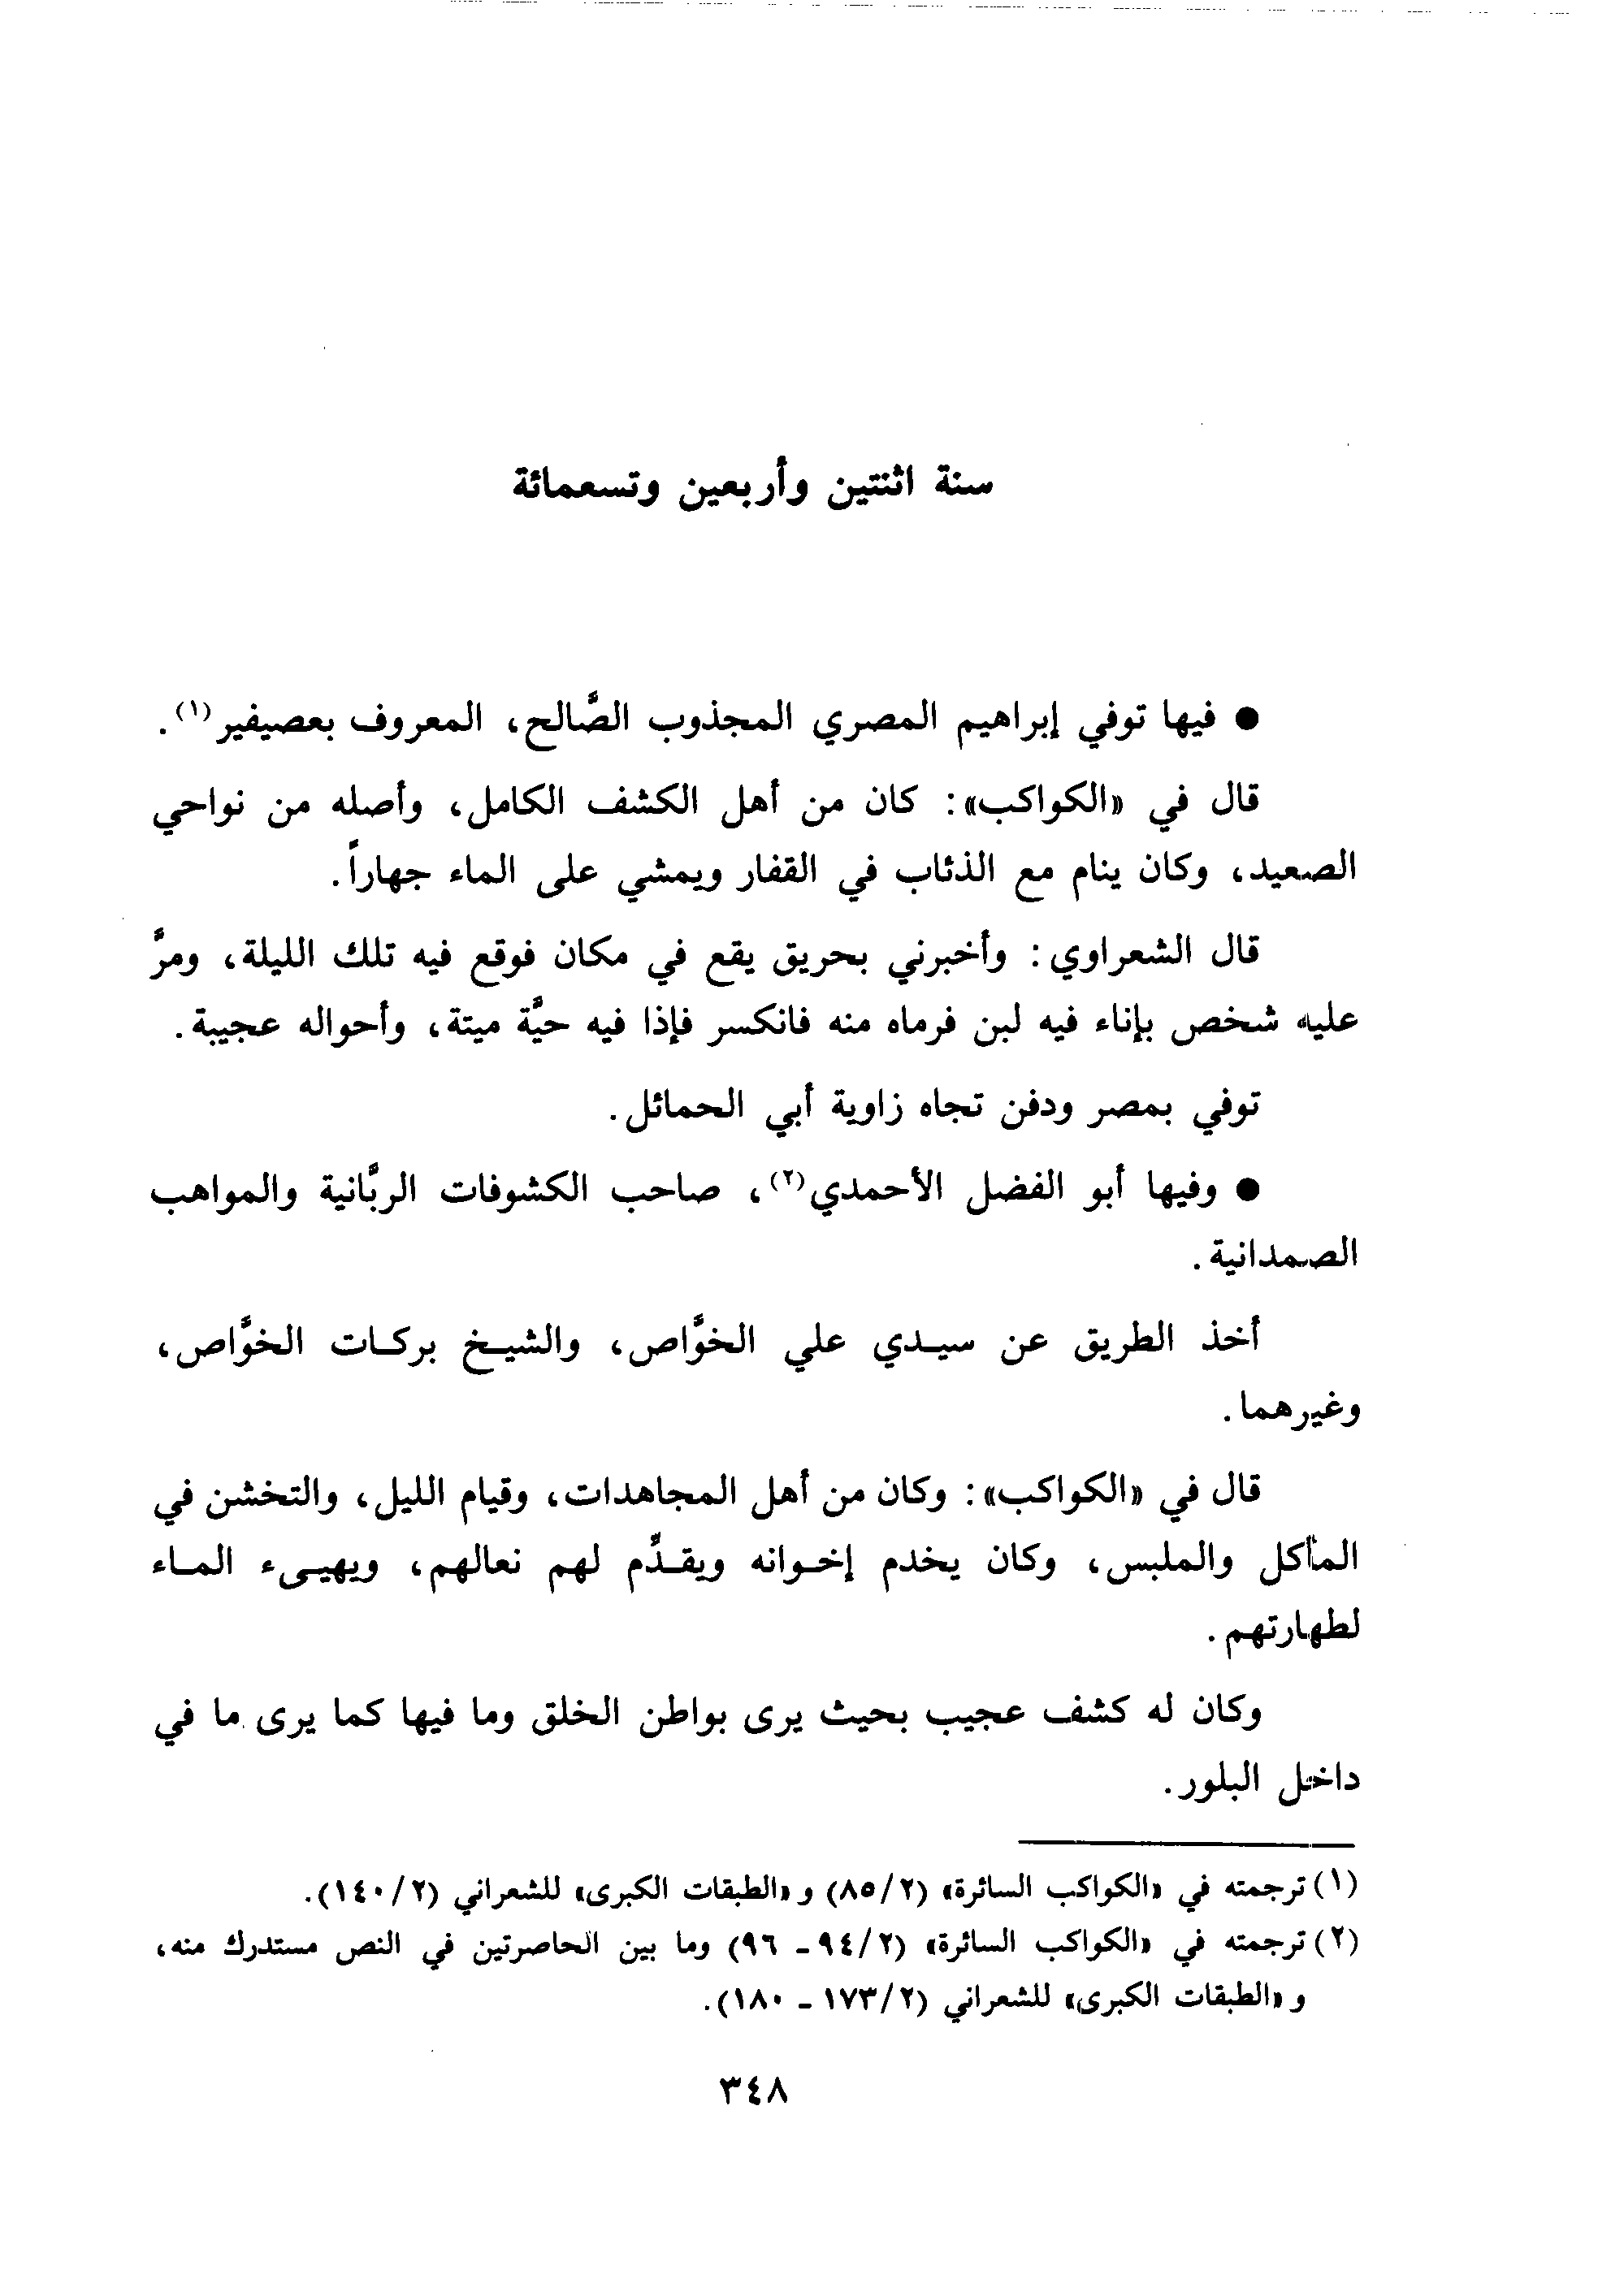 سنة اثنتين وأربعين وتسعمائة
● فيها توفي إبراهيم المصري المجذوب الصَّالح، المعروف بعصيفير(١).
قال في «الكواكب»: كان من أهل الكشف الكامل، وأصله من نواحي
الصعيد، وكان ينام مع الذئاب في القفار ويمشي على الماء جهاراً.
قال الشعراوي: وأخبرني بحريق يقع في مكان فوقع فيه تلك الليلة، ومرَّ
عليه شخص بإناء فيه لبن فرماه منه فانكسر فإذا فيه حيَّة ميتة، وأحواله عجيبة.
توفي بمصر ودفن تجاه زاوية أبي الحمائل.
● وفيها أبو الفضل الأحمدي(٢)، صاحب الكشوفات الربَّانية والمواهب
الصمدانية.
أخذ الطريق عن سيدي علي الخوَّاص، والشيخ بركات الخوَّاص،
وغيرهما.
قال في «الكواكب»: وكان من أهل المجاهدات، وقيام الليل، والتخشن في
المأكل والملبس، وكان يخدم إخوانه ويقدِّم لهم نعالهم، ويهيىء الماء
لطهارتهم.
وكان له كشف عجيب بحيث يرى بواطن الخلق وما فيها كما يرى ما في
داخل البلور.
(١) ترجمته في «الكواكب السائرة» (٢/ ٨٥) و «الطبقات الكبرى» للشعراني (٢/ ١٤٠).
(٢) ترجمته في «الكواكب السائرة» (٢/ ٩٤ - ٩٦) وما بين الحاصرتين في النص مستدرك منه،
و «الطبقات الكبرى» للشعراني (٢/ ١٧٣ - ١٨٠).
٣٤٨